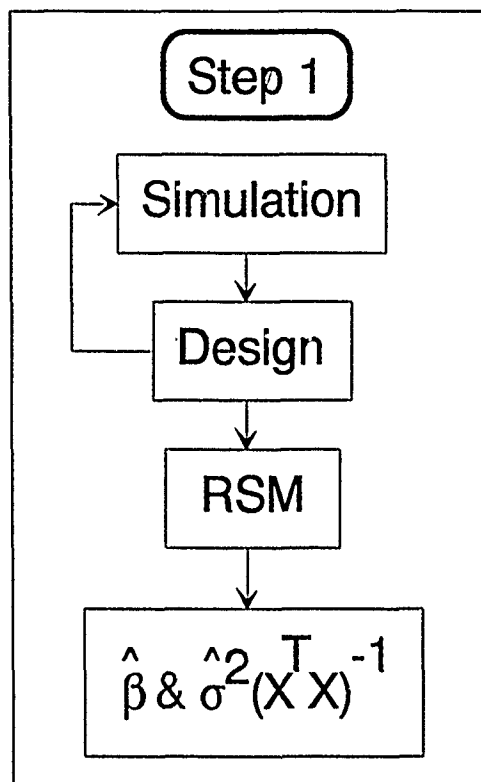 Step 1
Simulation
Design
RSM
β̂ & σ̂²(XᵀX)⁻¹